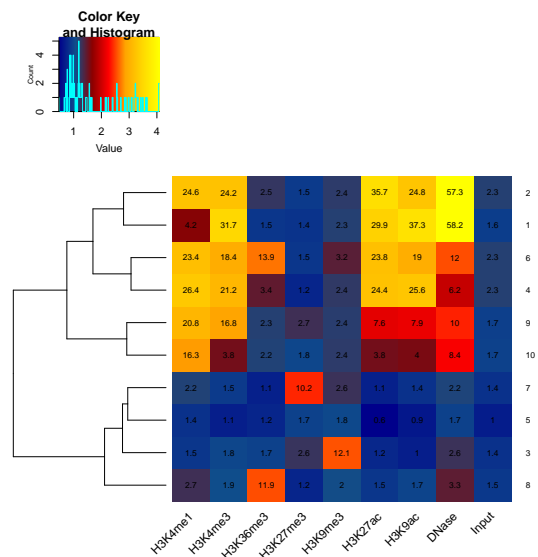 Color Key
and Histogram
Count
0 2 4
1 2 3 4
Value
24.6 24.2 2.5 1.5 2.4 35.7 24.8 57.3 2.3 2
4.2 31.7 1.5 1.4 2.3 29.9 37.3 58.2 1.6 1
23.4 18.4 13.9 1.5 3.2 23.8 19 12 2.3 6
26.4 21.2 3.4 1.2 2.4 24.4 25.6 5.2 2.3 4
20.8 16.8 2.3 2.7 2.4 7.5 7.9 10 1.7 9
16.3 3.8 2.2 1.8 2.4 3.8 4 8.4 1.7 10
2.2 1.5 1.1 10.2 2.6 1.1 1.4 2.2 1.4 7
1.4 1.1 1.2 1.7 1.8 0.9 1.7 1 5
1.5 1.8 1.7 2.6 12.1 1.2 1 2.6 1.4 3
2.7 1.9 11.9 1.2 2 1.5 1.7 3.3 1.5 8
H3K4me1 H3K4me3 H3K36me3 H3K27me3 H3K9me3 H3K27ac H3K9ac DNase Input